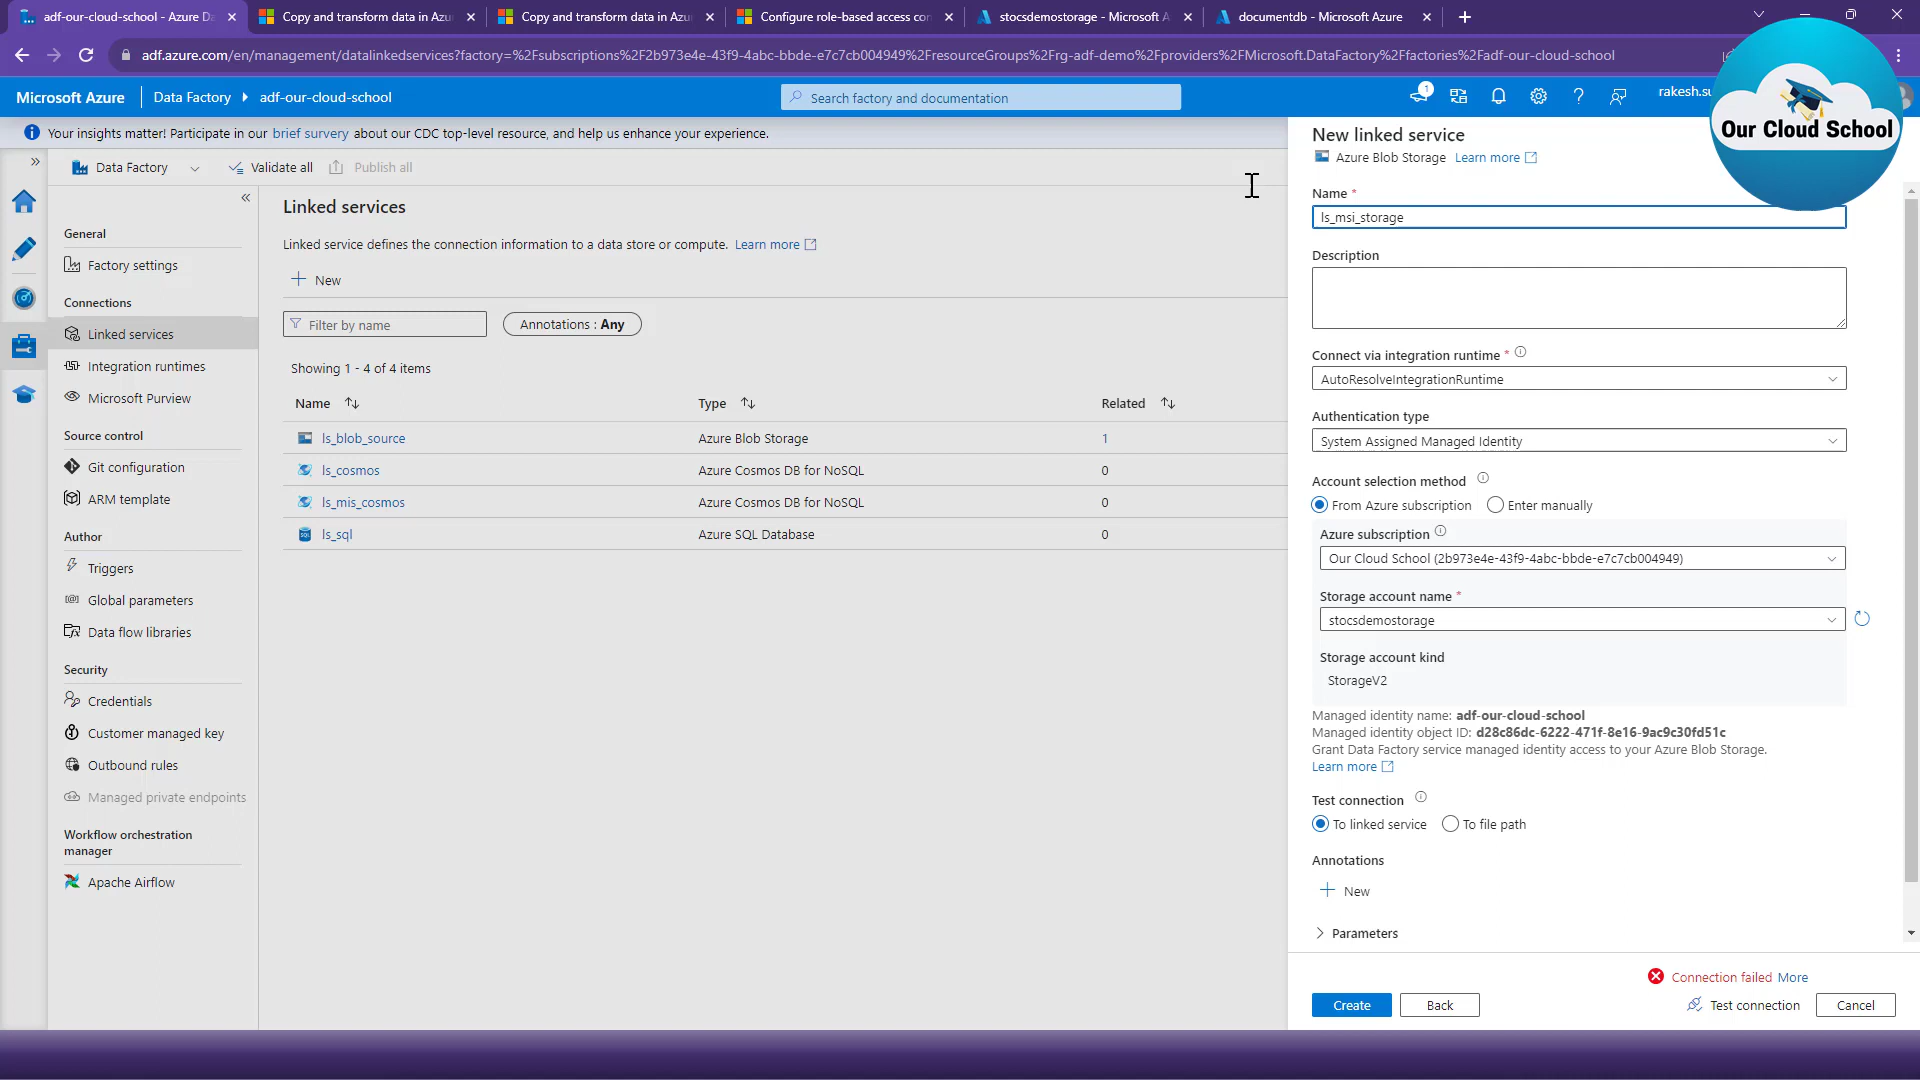 adf-our-cloud-school - Azure Da
Copy and transform data in Azu
Copy and transform data in Azu
Configure role-based access con
stocsdemostorage - Microsoft A
documentdb - Microsoft Azure
adf.azure.com/en/management/datalinkedservices?factory=%2Fsubscriptions%2F2b973e4e-43f9-4abc-bbde-e7c7cb004949%2FresourceGroups%2Frg-adf-demo%2Fproviders%2FMicrosoft.DataFactory%2Ffactories%2Fadf-our-cloud-school
Microsoft Azure
Data Factory
adf-our-cloud-school
Search factory and documentation
1
rakesh.su
Our Cloud School
Your insights matter! Participate in our brief survey about our CDC top-level resource, and help us enhance your experience.
Data Factory
Validate all
Publish all
General
Factory settings
Connections
Linked services
Integration runtimes
Microsoft Purview
Source control
Git configuration
ARM template
Author
Triggers
Global parameters
Data flow libraries
Security
Credentials
Customer managed key
Outbound rules
Managed private endpoints
Workflow orchestration
manager
Apache Airflow
Linked services
Linked service defines the connection information to a data store or compute. Learn more
New
Filter by name
Annotations : Any
Showing 1 - 4 of 4 items
Name Type Related
ls_blob_source Azure Blob Storage 1
ls_cosmos Azure Cosmos DB for NoSQL 0
ls_mis_cosmos Azure Cosmos DB for NoSQL 0
ls_sql Azure SQL Database 0
New linked service
Azure Blob Storage Learn more
Name *
ls_msi_storage
Description
Connect via integration runtime *
AutoResolveIntegrationRuntime
Authentication type
System Assigned Managed Identity
Account selection method
From Azure subscription Enter manually
Azure subscription
Our Cloud School (2b973e4e-43f9-4abc-bbde-e7c7cb004949)
Storage account name *
stocsdemostorage
Storage account kind
StorageV2
Managed identity name: adf-our-cloud-school
Managed identity object ID: d28c86dc-6222-471f-8e16-9ac9c30fd51c
Grant Data Factory service managed identity access to your Azure Blob Storage.
Learn more
Test connection
To linked service To file path
Annotations
New
Parameters
Connection failed More
Create
Back
Test connection
Cancel